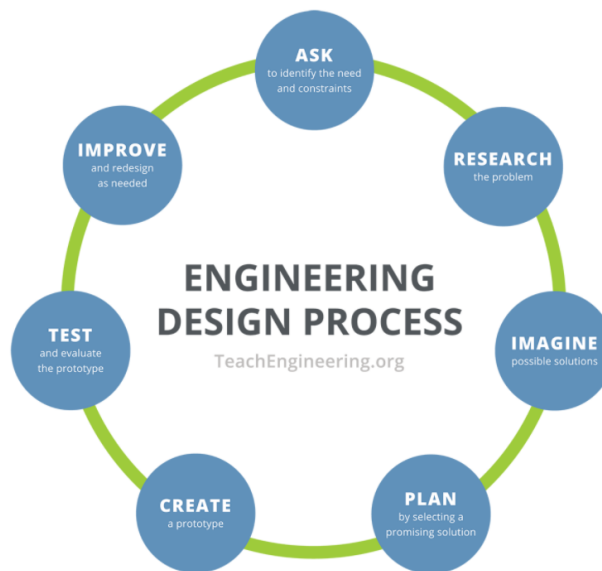 ASK
to identify the need
and constraints
RESEARCH
the problem
IMAGINE
possible solutions
PLAN
by selecting a
promising solution
CREATE
a prototype
TEST
and evaluate
the prototype
IMPROVE
and redesign
as needed
ENGINEERING
DESIGN PROCESS
TeachEngineering.org